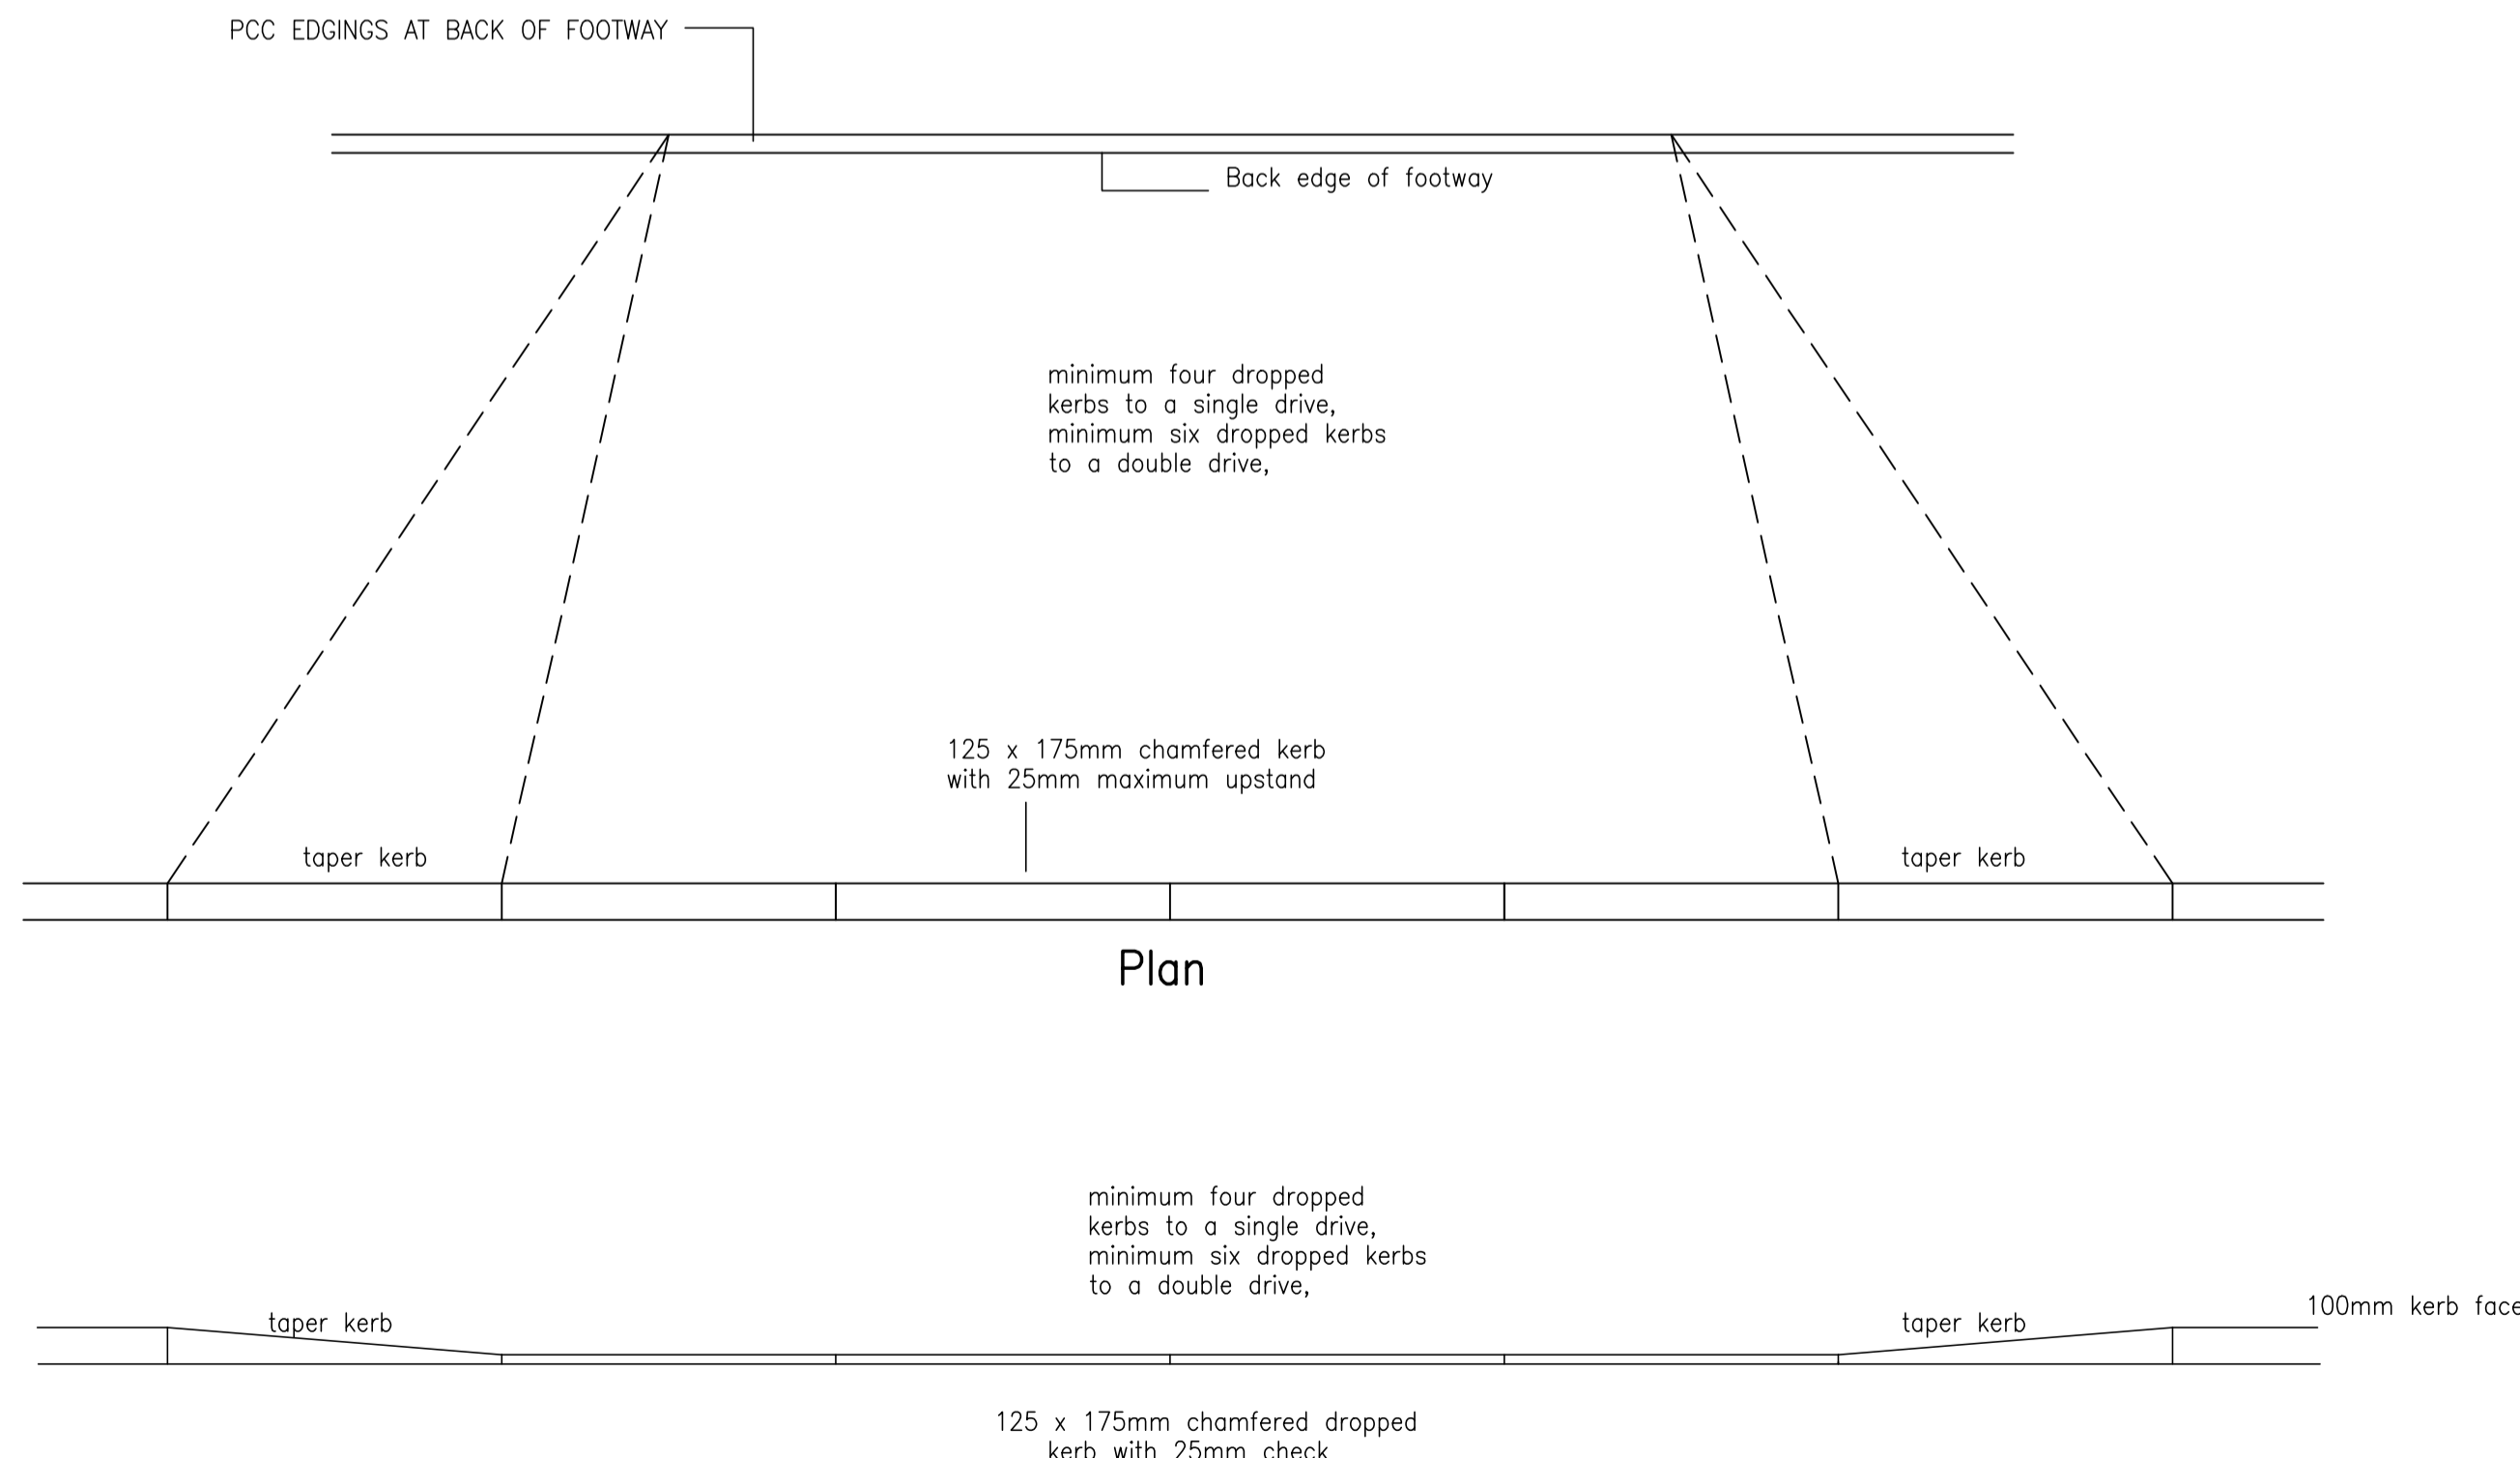 PCC EDGINGS AT BACK OF FOOTWAY
Back edge of footway
minimum four dropped
kerbs to a single drive,
minimum six dropped kerbs
to a double drive,
125 x 175mm chamfered kerb
with 25mm maximum upstand
taper kerb
taper kerb
Plan
minimum four dropped
kerbs to a single drive,
minimum six dropped kerbs
to a double drive,
100mm kerb face
taper kerb
taper kerb
125 x 175mm chamfered dropped
kerb with 25mm check